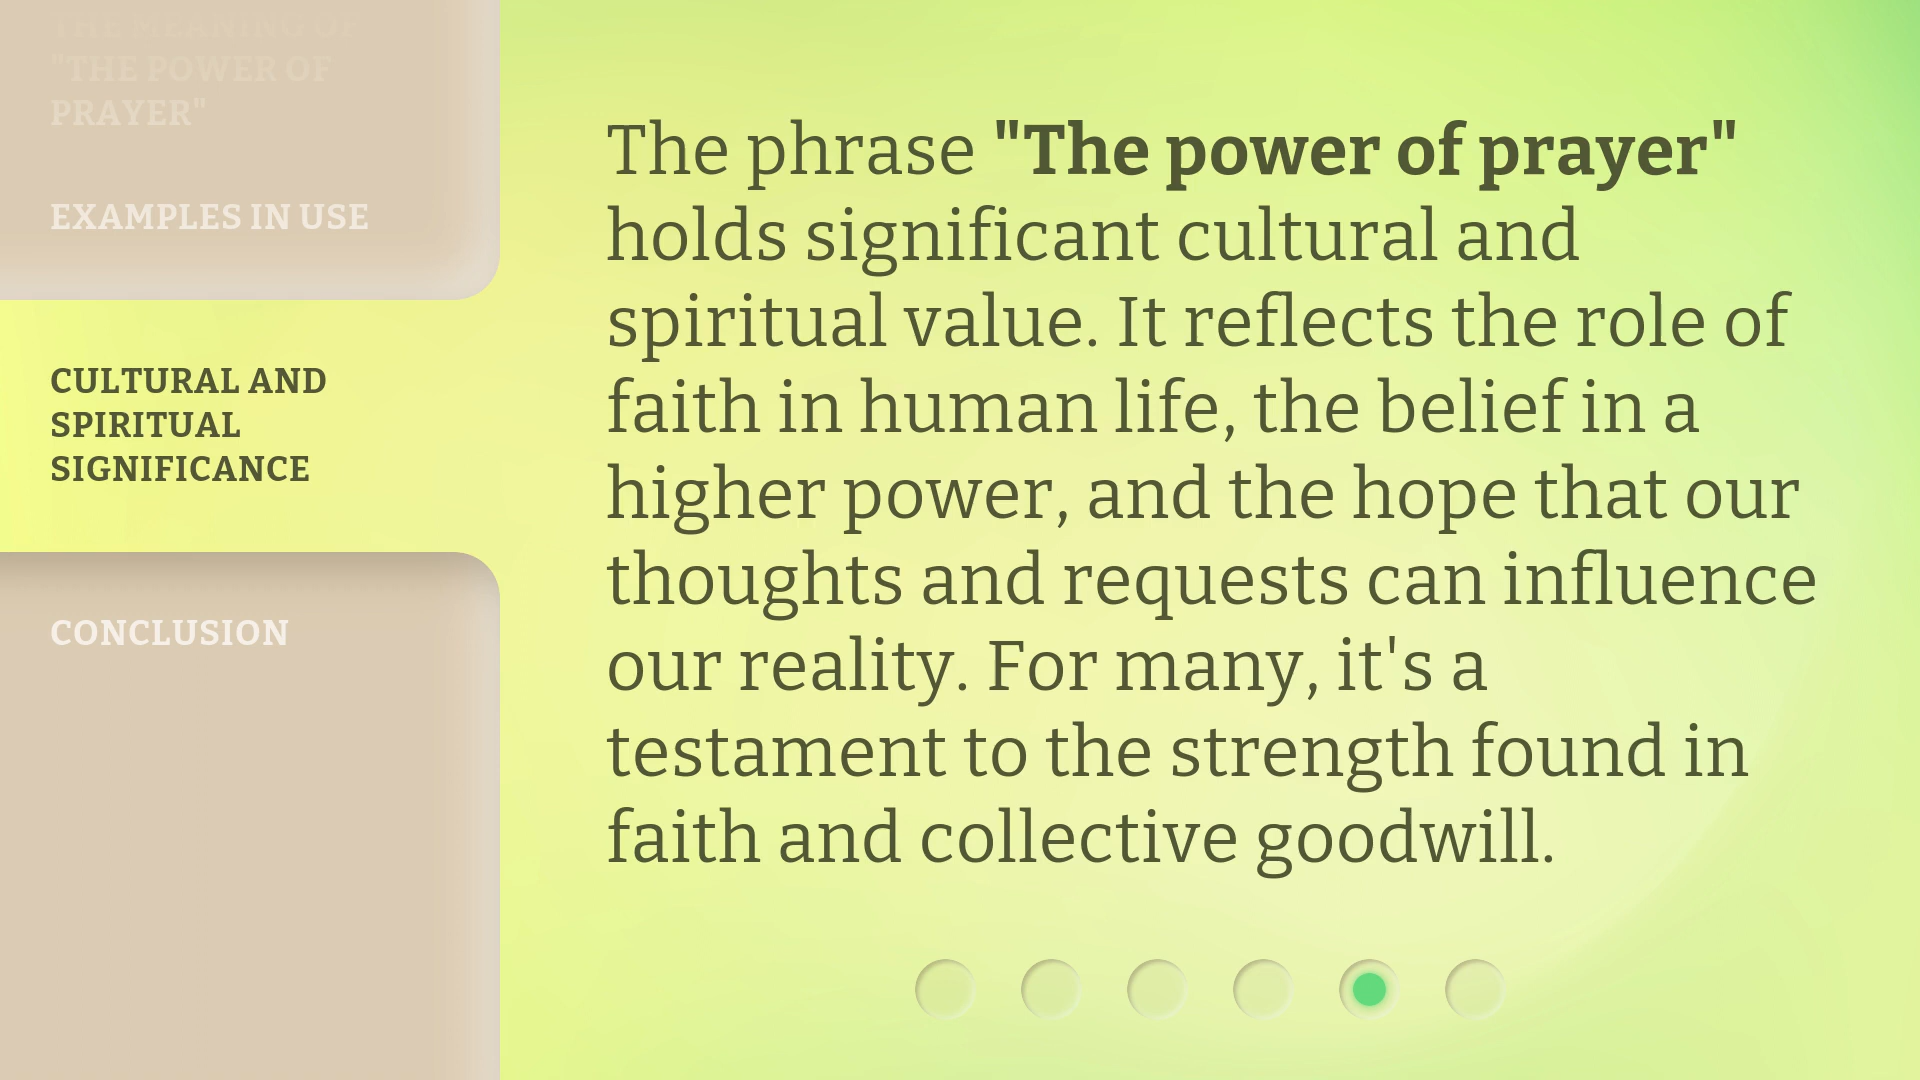 THE MEANING OF
"THE POWER OF
PRAYER"
EXAMPLES IN USE
CULTURAL AND
SPIRITUAL
SIGNIFICANCE
CONCLUSION
The phrase "The power of prayer"
holds significant cultural and
spiritual value. It reflects the role of
faith in human life, the belief in a
higher power, and the hope that our
thoughts and requests can influence
our reality. For many, it's a
testament to the strength found in
faith and collective goodwill.